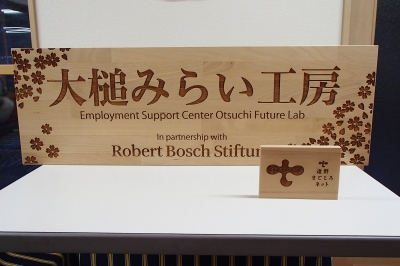 大槌みらい工房
Employment Support Center Otsuchi Future Lab
In partnership with
Robert Bosch Stiftu
遠野
まごころ
ネット